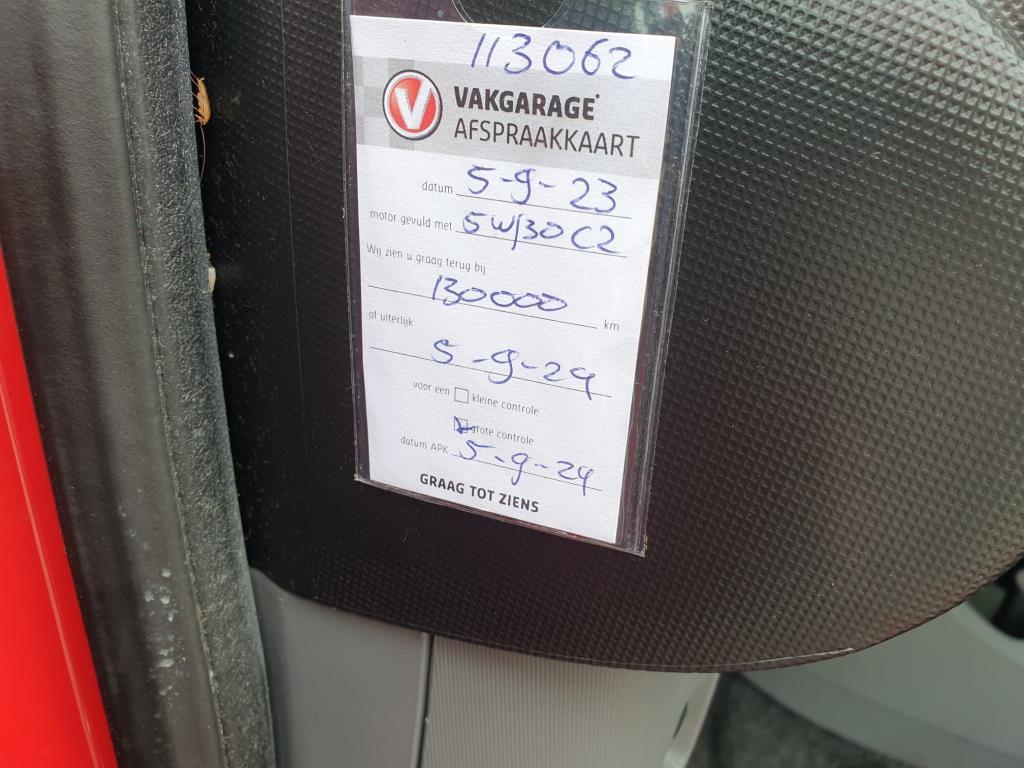 113062
V VAKGARAGE®
AFSPRAAKKAART
datum 5-9-23
motor gevuld met 5W/30 C2
Wij zien u graag terug bij
130000 km
of uiterlijk
5-9-24
voor een kleine controle
grote controle
datum APK 5-9-24
GRAAG TOT ZIENS